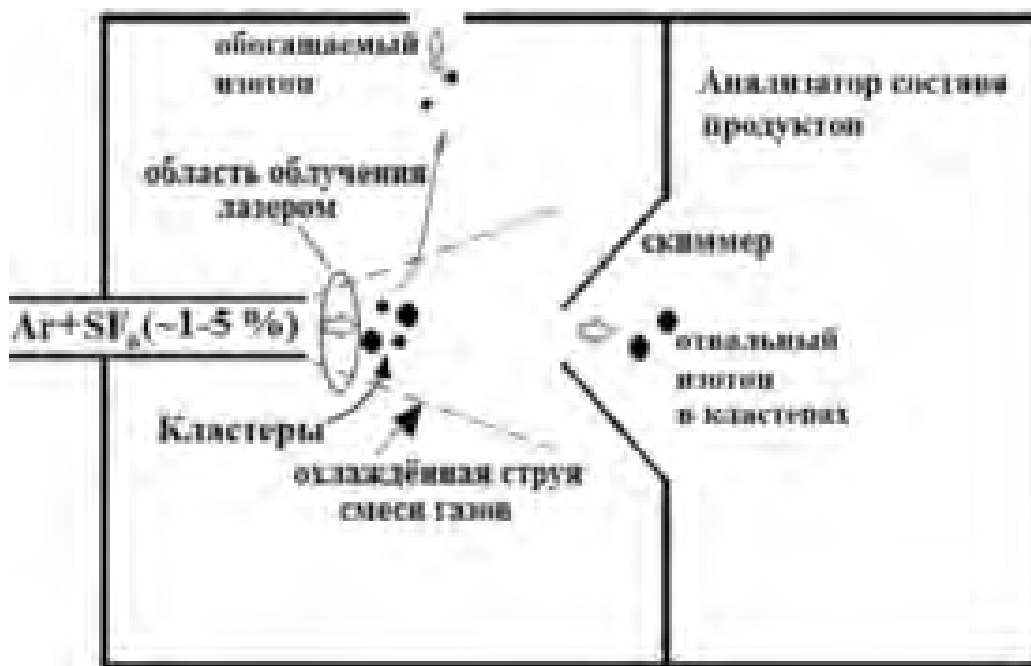 обогащаемый
изотоп
Анализатор состава
продуктов
область облучения
лазером
скиммер
Ar+SF₆(~1-5 %)
отвальный
изотоп
в кластерах
Кластеры
охлаждённая струя
смеси газов